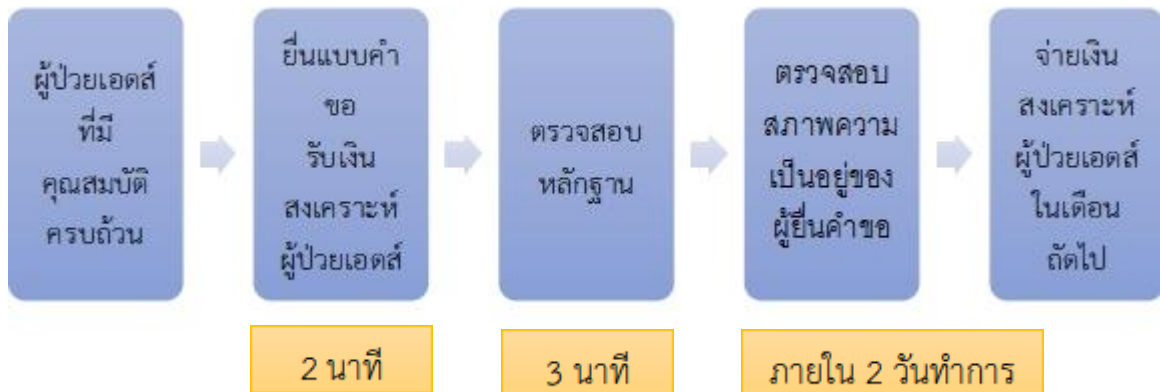 ผู้ป่วยเอดส์
ที่มี
คุณสมบัติ
ครบถ้วน
ยื่นแบบคำ
ขอ
รับเงิน
สงเคราะห์
ผู้ป่วยเอดส์
ตรวจสอบ
หลักฐาน
ตรวจสอบ
สภาพความ
เป็นอยู่ของ
ผู้ยื่นคำขอ
จ่ายเงิน
สงเคราะห์
ผู้ป่วยเอดส์
ในเดือน
ถัดไป
2 นาที
3 นาที
ภายใน 2 วันทำการ